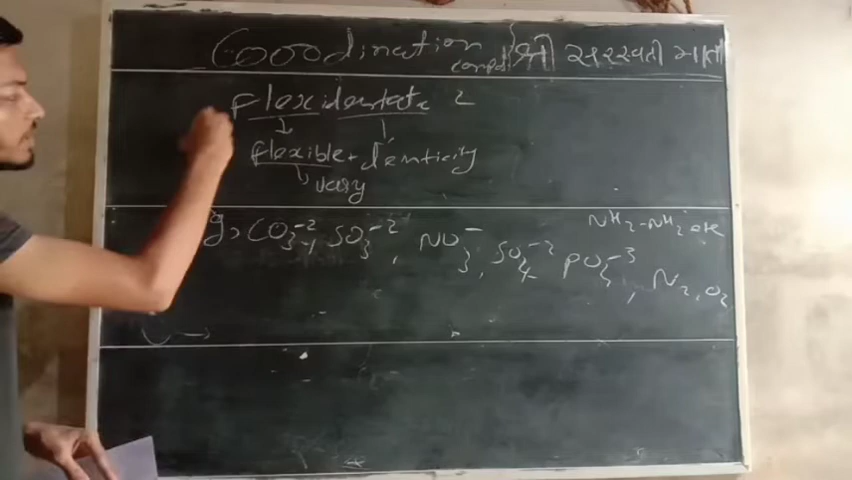 Coordination compd { શ્રી સરસ્વતી માતા
flexidentate
flexible + denticity
vary
NH2-NH2 etc
CO3-2, SO3-2, NO3-, SO4-2, PO4-3, N2, O2